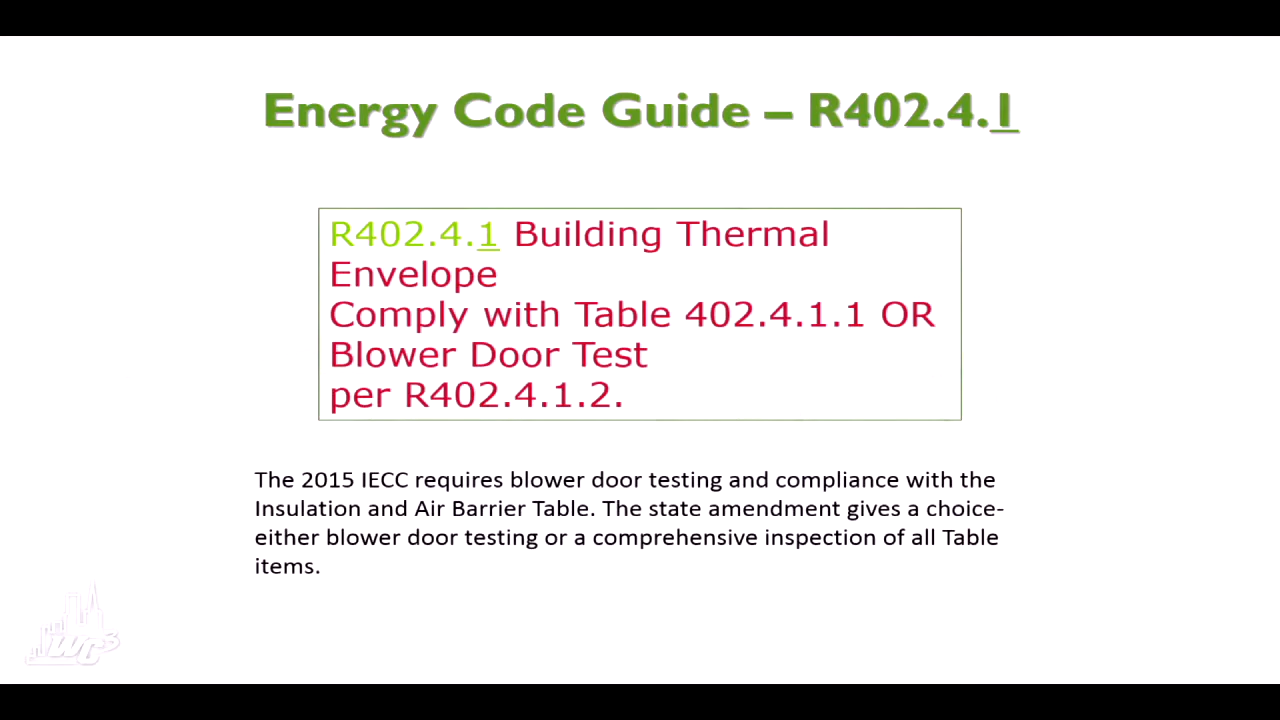 Energy Code Guide – R402.4.1
R402.4.1 Building Thermal
Envelope
Comply with Table 402.4.1.1 OR
Blower Door Test
per R402.4.1.2.
The 2015 IECC requires blower door testing and compliance with the
Insulation and Air Barrier Table. The state amendment gives a choice-
either blower door testing or a comprehensive inspection of all Table
items.
wc3